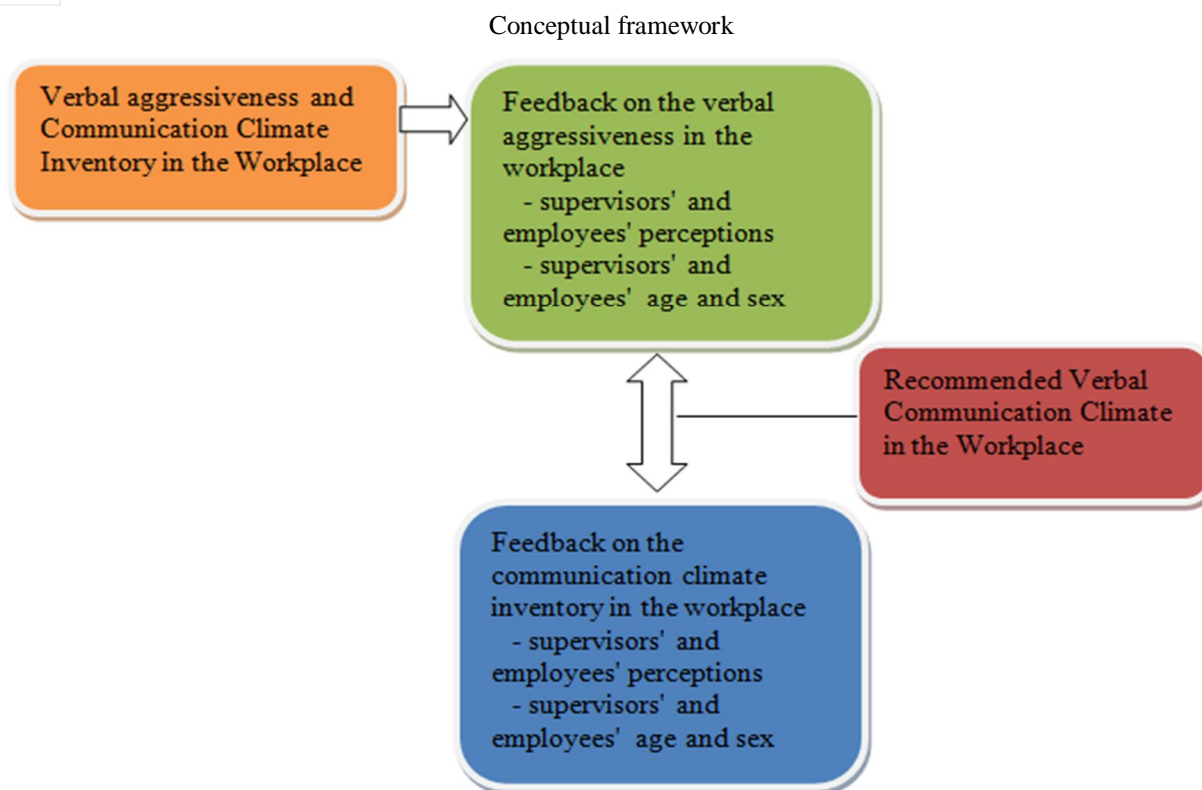 Conceptual framework
Verbal aggressiveness and
Communication Climate
Inventory in the Workplace
Feedback on the verbal
aggressiveness in the
workplace
- supervisors' and
employees' perceptions
- supervisors' and
employees' age and sex
Recommended Verbal
Communication Climate
in the Workplace
Feedback on the
communication climate
inventory in the workplace
- supervisors' and
employees' perceptions
- supervisors' and
employees' age and sex